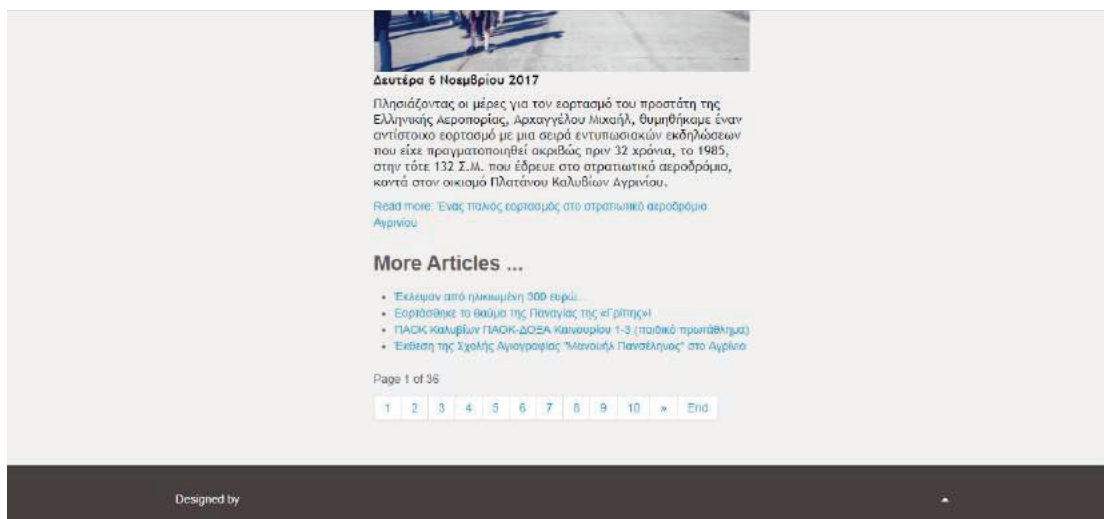 Δευτέρα 6 Νοεμβρίου 2017
Πλησιάζοντας οι μέρες για τον εορτασμό του προστάτη της
Ελληνικής Αεροπορίας, Αρχαγγέλου Μιχαήλ, θυμηθήκαμε έναν
αντίστοιχο εορτασμό με μια σειρά εντυπωσιακών εκδηλώσεων
που είχε πραγματοποιηθεί ακριβώς πριν 32 χρόνια, το 1985,
στην τότε 132 Σ.Μ. που έδρευε στο στρατιωτικό αεροδρόμιο,
κοντά στον οικισμό Πλατάνου Καλυβίων Αγρινίου.
Read more: Ένας παλιός εορτασμός στο στρατιωτικό αεροδρόμιο
Αγρινίου
More Articles ...
• Έκλεψαν από ηλικιωμένη 300 ευρώ...
• Εορτάσθηκε το θαύμα της Παναγίας της «Γρίπης»!
• ΠΑΟΚ Καλυβίων ΠΑΟΚ-ΔΟΞΑ Καινουρίου 1-3 (παιδικό πρωτάθλημα)
• Έκθεση της Σχολής Αγιογραφίας "Μανουήλ Πανσέληνος" στο Αγρίνιο
Page 1 of 36
1 2 3 4 5 6 7 8 9 10 » End
Designed by